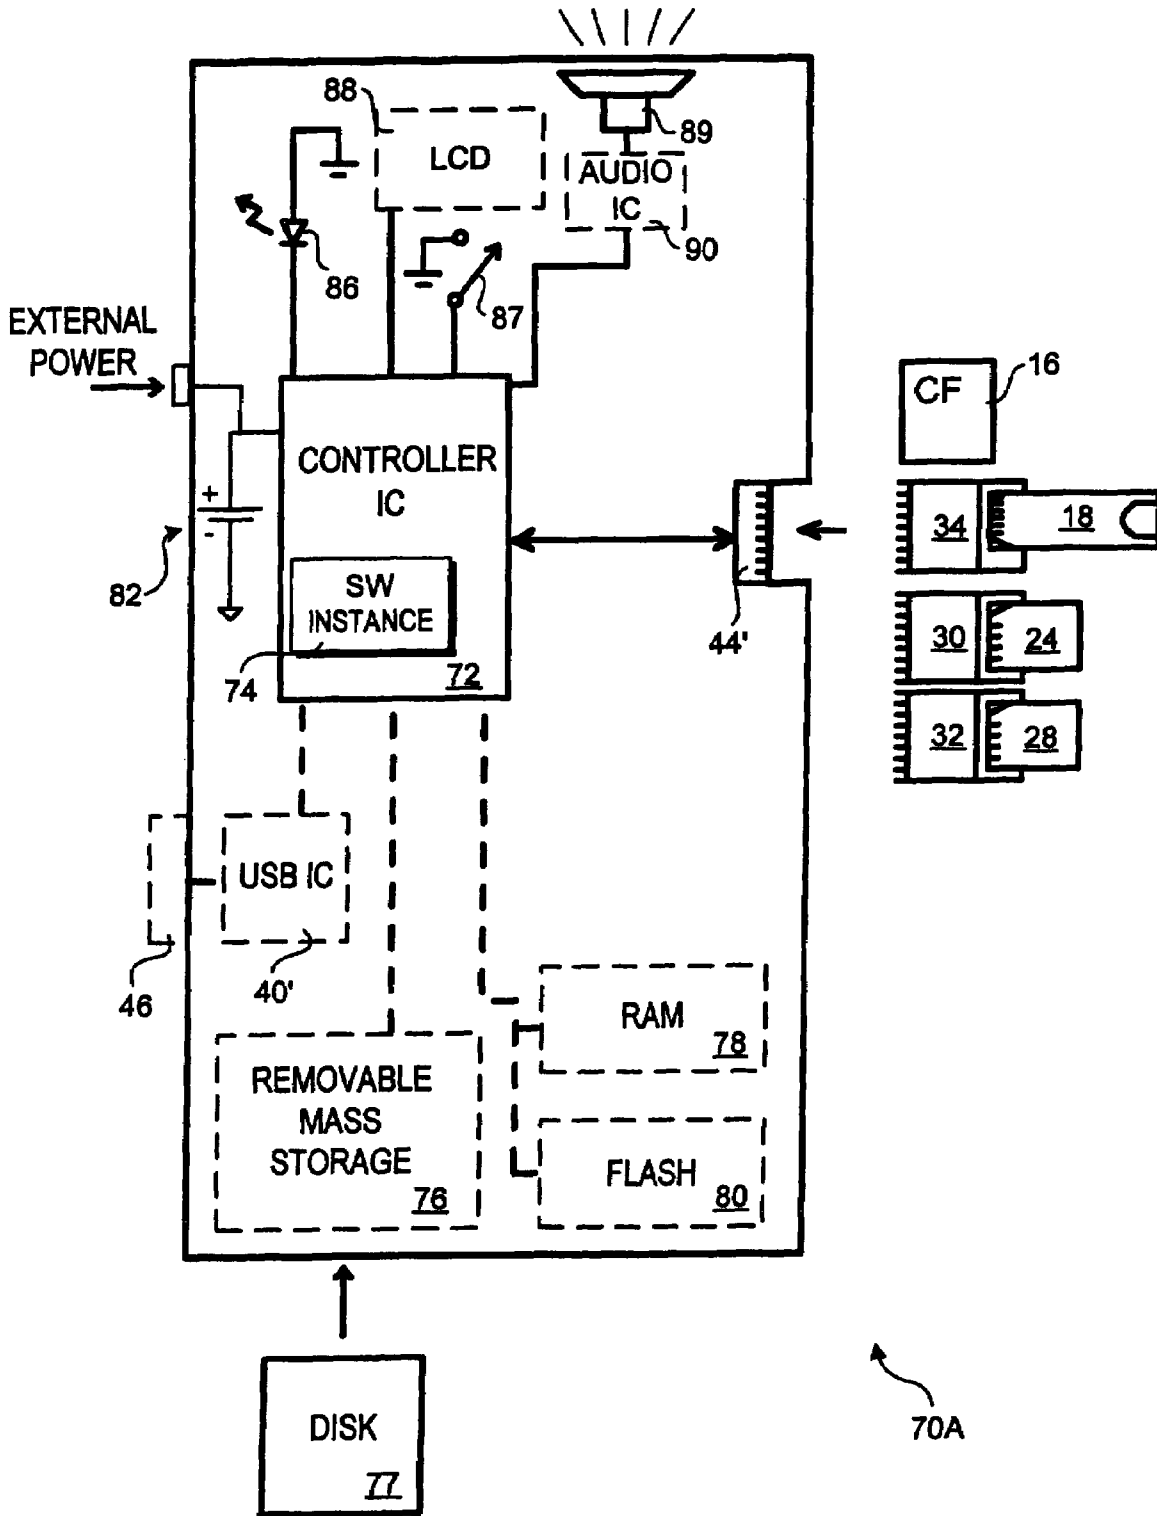 88
LCD
89
AUDIO
IC
90
82
86
87
EXTERNAL
POWER
CF
16
CONTROLLER
IC
+
-
82
SW
INSTANCE
74
72
44'
34
18
30
24
32
28
USB IC
46
40'
RAM
78
REMOVABLE
MASS
STORAGE
76
FLASH
80
DISK
77
70A